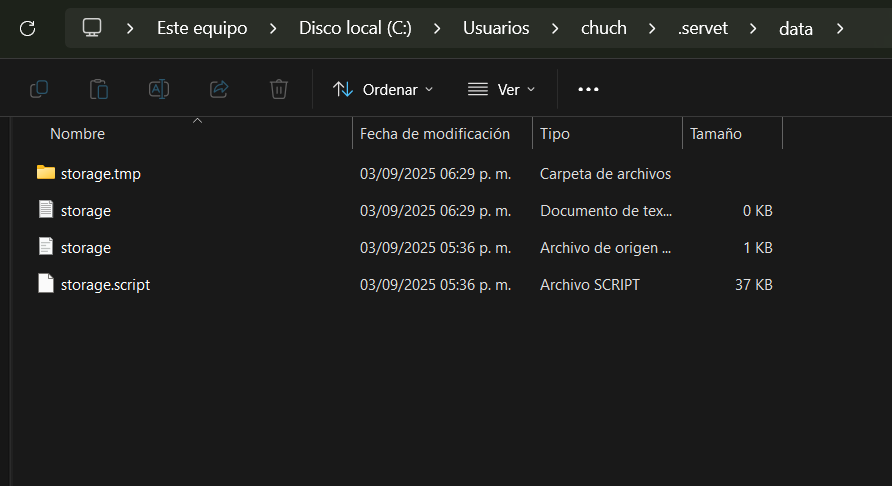 Este equipo > Disco local (C:) > Usuarios > chuch > .servet > data >
Ordenar Ver
Nombre Fecha de modificación Tipo Tamaño
storage.tmp 03/09/2025 06:29 p. m. Carpeta de archivos
storage 03/09/2025 06:29 p. m. Documento de tex... 0 KB
storage 03/09/2025 05:36 p. m. Archivo de origen ... 1 KB
storage.script 03/09/2025 05:36 p. m. Archivo SCRIPT 37 KB